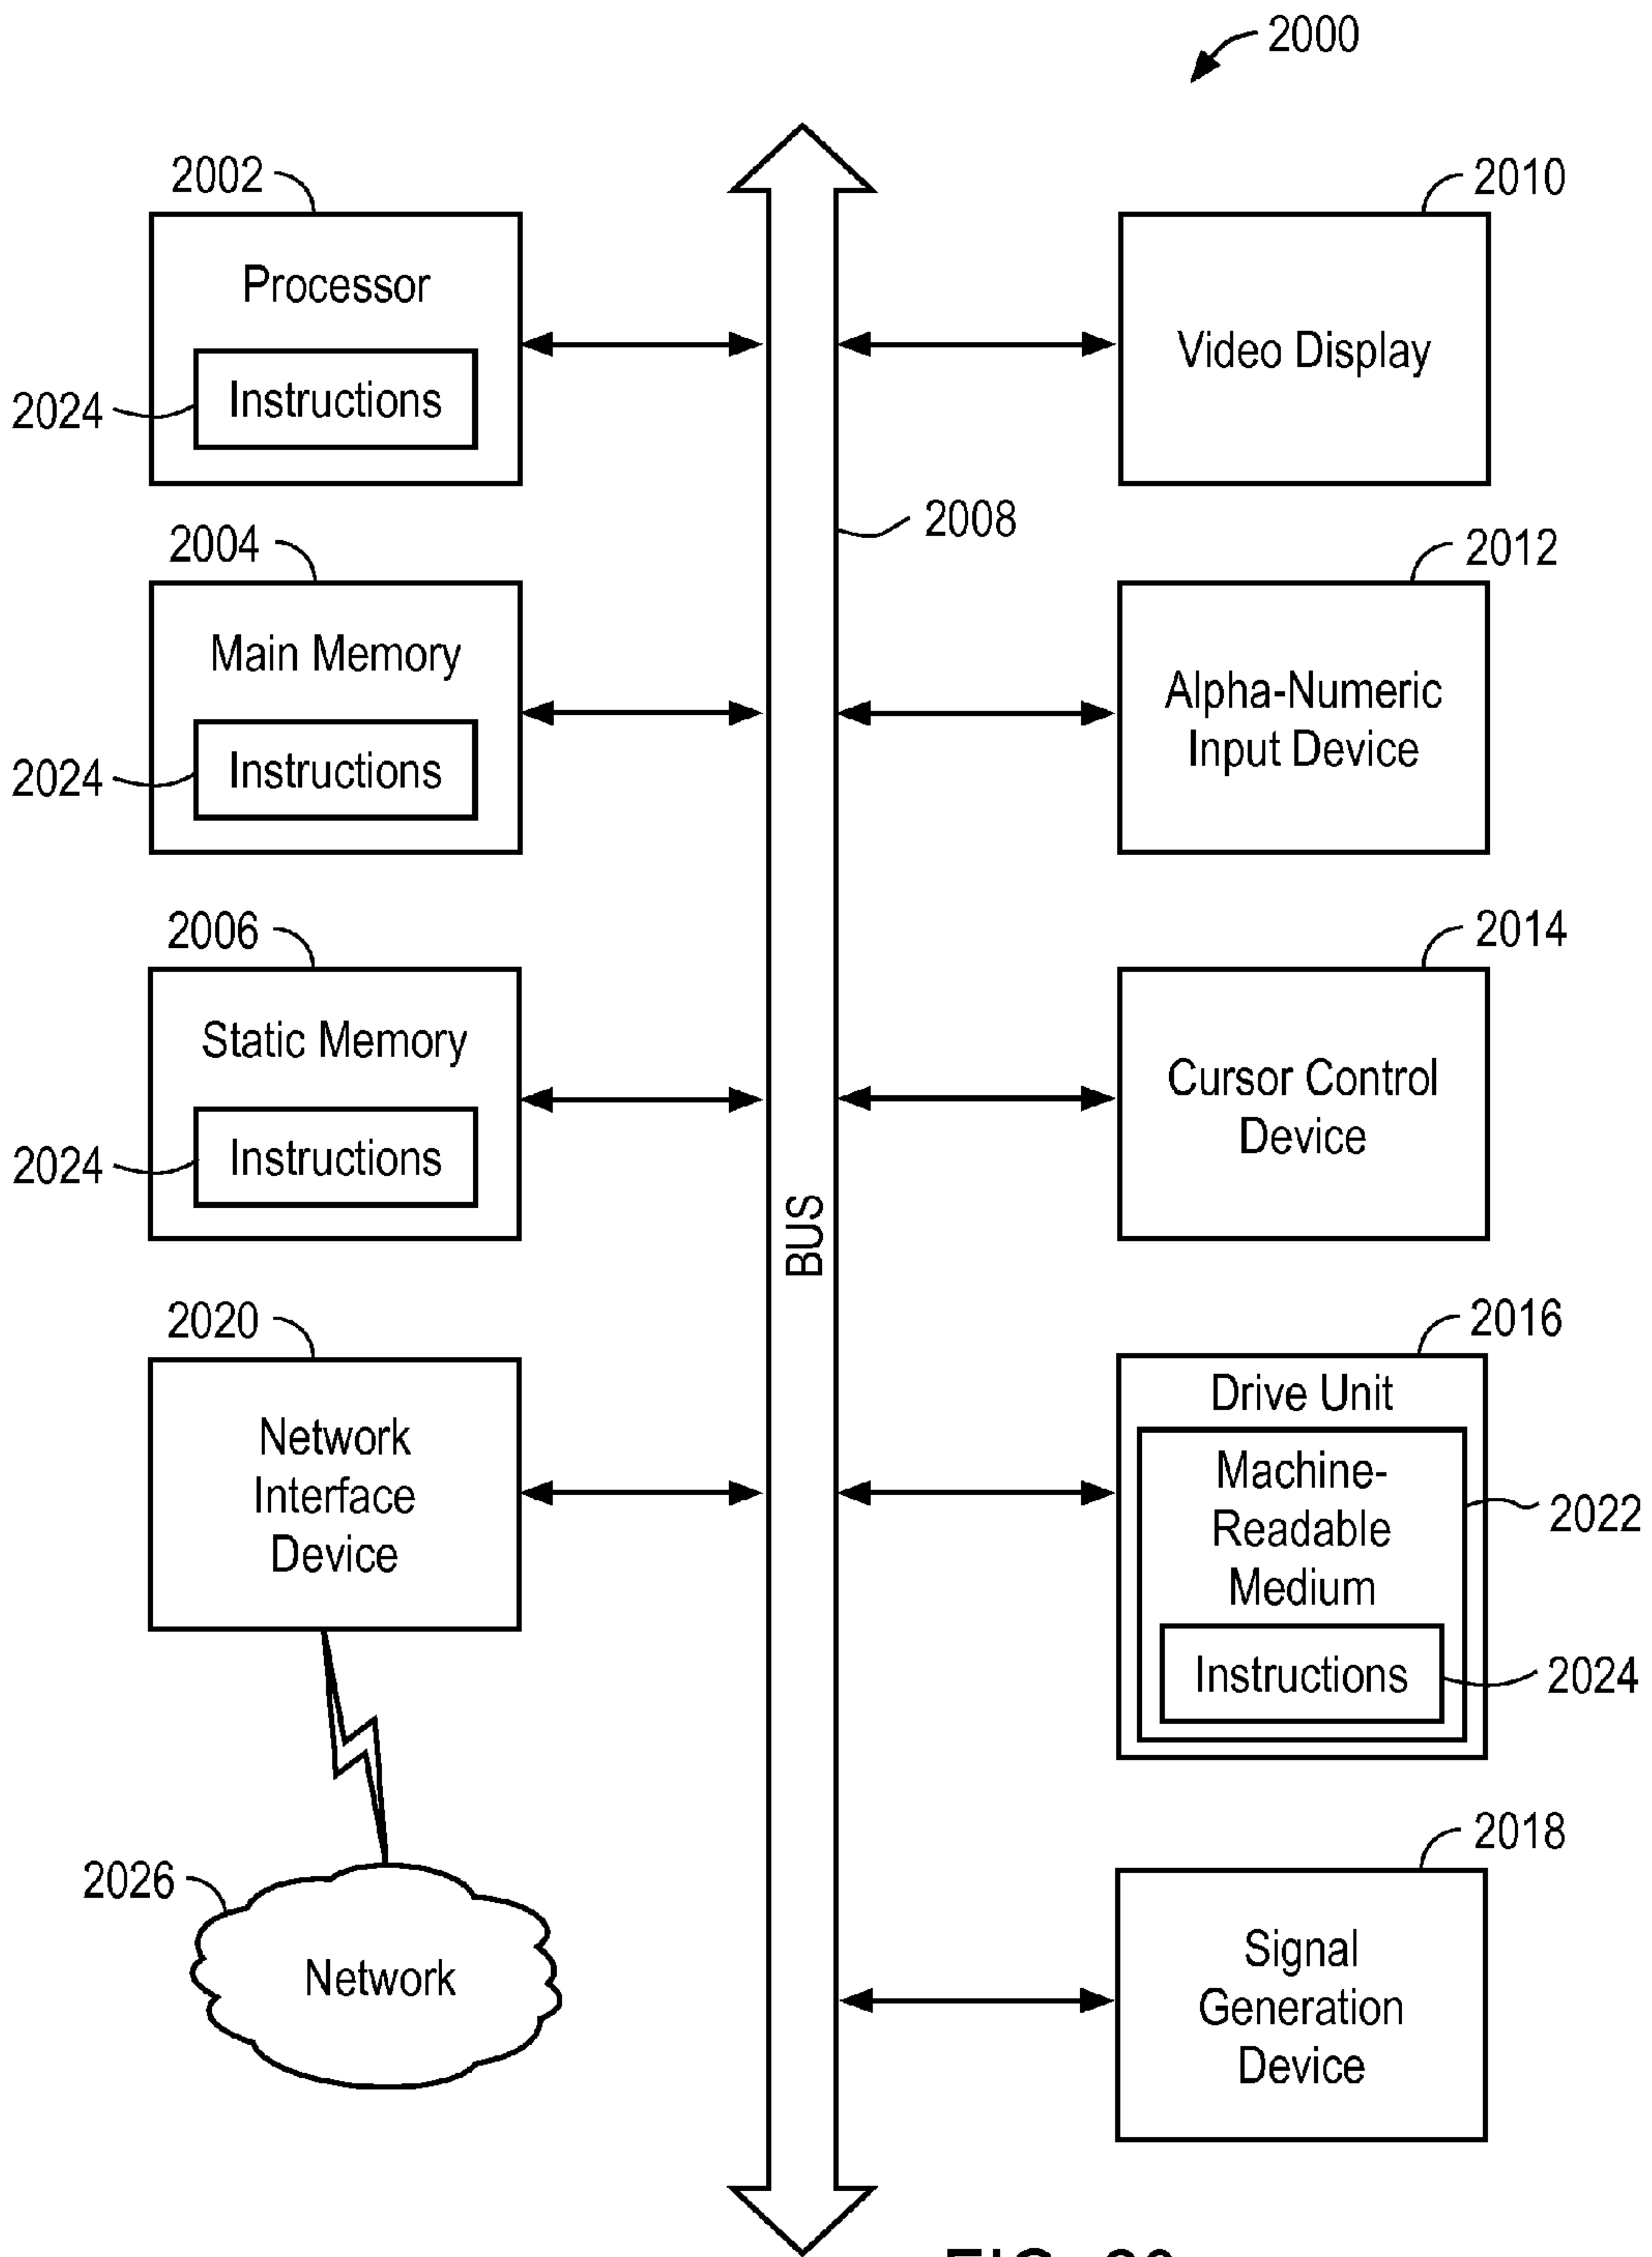 2000
2002
Processor
Instructions
2024
2010
Video Display
2008
2004
Main Memory
Instructions
2024
2012
Alpha-Numeric
Input Device
2006
Static Memory
Instructions
2024
2014
Cursor Control
Device
BUS
2020
Network
Interface
Device
2016
Drive Unit
Machine-
Readable
Medium
2022
Instructions
2024
2026
Network
2018
Signal
Generation
Device